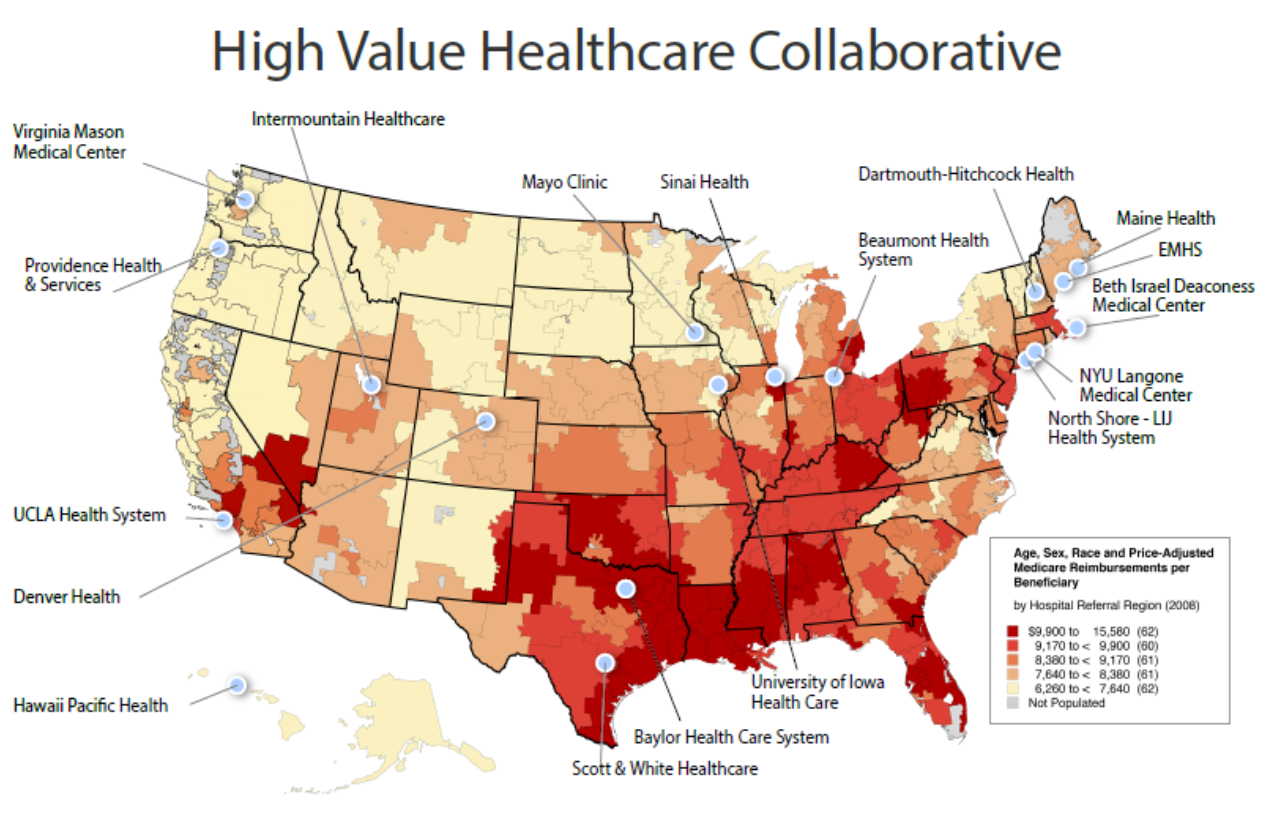 High Value Healthcare Collaborative
Intermountain Healthcare
Virginia Mason
Medical Center
Mayo Clinic
Sinai Health
Dartmouth-Hitchcock Health
Maine Health
EMHS
Beaumont Health
System
Providence Health
& Services
Beth Israel Deaconess
Medical Center
NYU Langone
Medical Center
North Shore - LIJ
Health System
UCLA Health System
Denver Health
Hawaii Pacific Health
University of Iowa
Health Care
Baylor Health Care System
Scott & White Healthcare
Age, Sex, Race and Price-Adjusted
Medicare Reimbursements per
Beneficiary
by Hospital Referral Region (2008)
$9,900 to 15,580 (62)
9,170 to < 9,900 (60)
8,380 to < 9,170 (61)
7,640 to < 8,380 (61)
6,260 to < 7,640 (62)
Not Populated